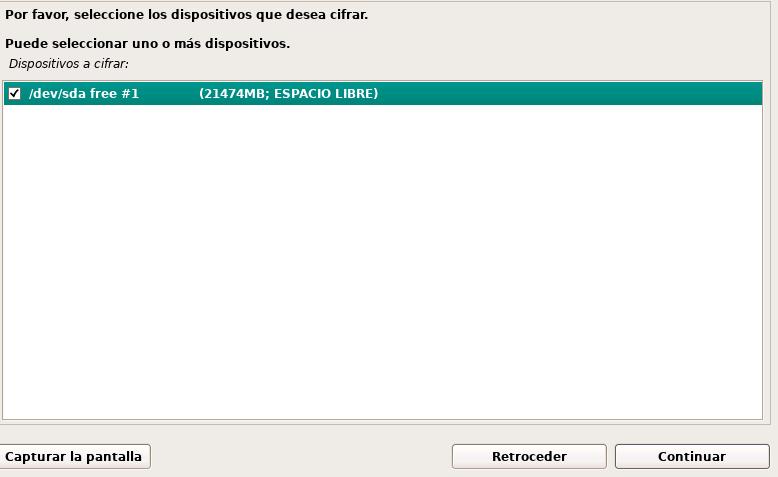 Por favor, seleccione los dispositivos que desea cifrar.
Puede seleccionar uno o más dispositivos.
Dispositivos a cifrar:
/dev/sda free #1 (21474MB; ESPACIO LIBRE)
Capturar la pantalla
Retroceder
Continuar